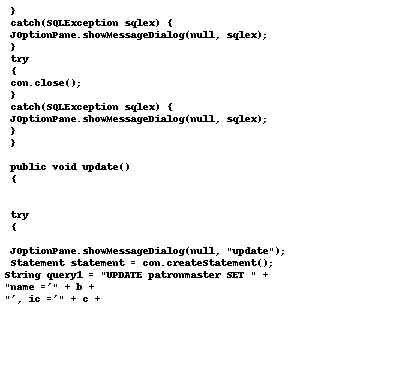 }
catch(SQLException sqlex) {
JOptionPane.showMessageDialog(null, sqlex);
}
try
{
con.close();
}
catch(SQLException sqlex) {
JOptionPane.showMessageDialog(null, sqlex);
}
}
public void update()
{
try
{
JOptionPane.showMessageDialog(null, "update");
Statement statement = con.createStatement();
String query1 = "UPDATE patronmaster SET " +
"name ='" + b +
"', ic ='" + c +